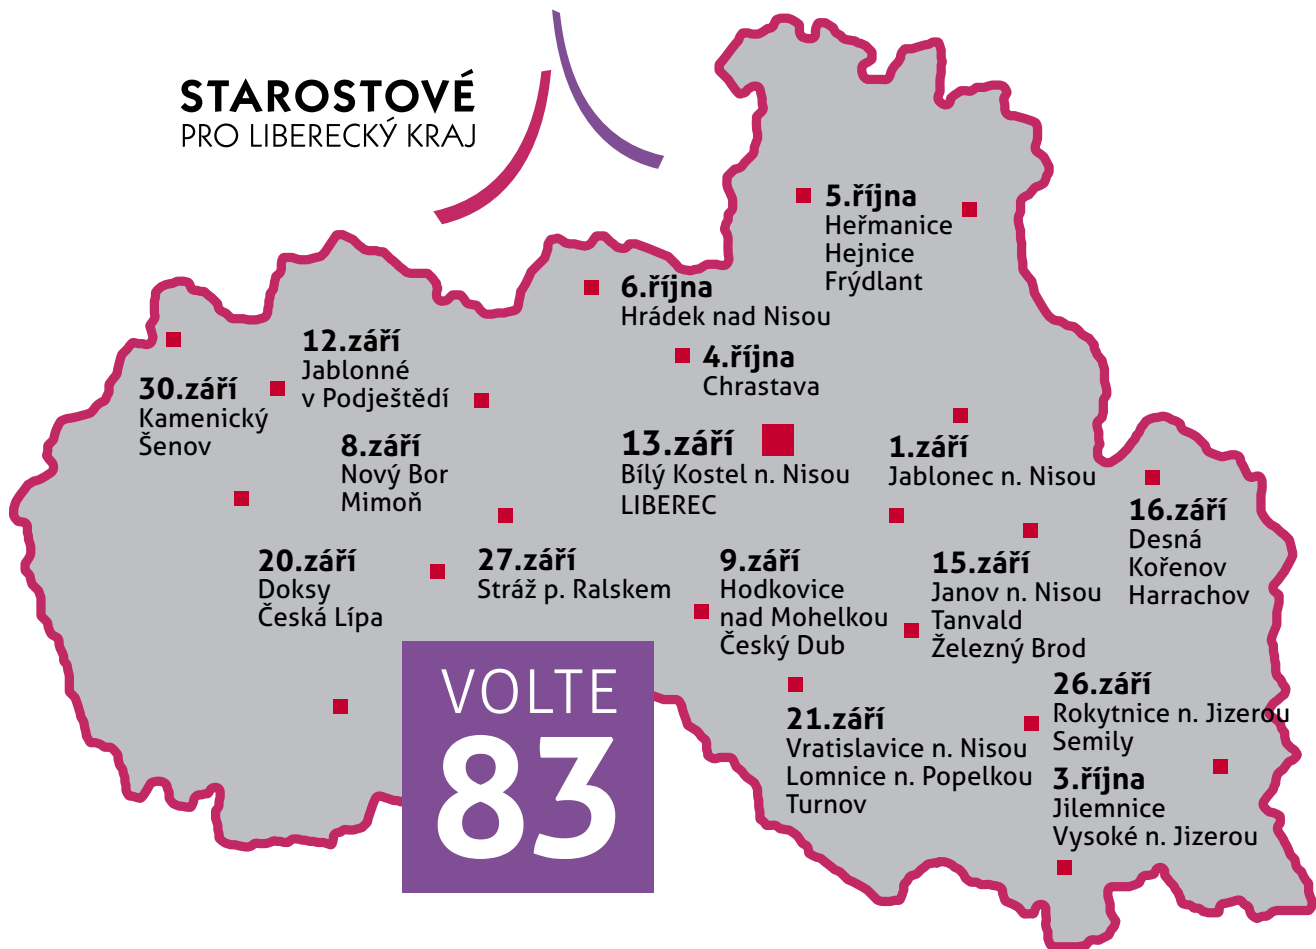 STAROSTOVÉ
PRO LIBERECKÝ KRAJ
5.října
Heřmanice
Hejnice
Frýdlant
6.října
Hrádek nad Nisou
4.října
Chrastava
12.září
Jablonné
v Podještědí
30.září
Kamenický
Šenov
8.září
Nový Bor
Mimoň
13.září
Bílý Kostel n. Nisou
LIBEREC
1.září
Jablonec n. Nisou
16.září
Desná
Kořenov
Harrachov
20.září
Doksy
Česká Lípa
27.září
Stráž p. Ralskem
9.září
Hodkovice
nad Mohelkou
Český Dub
15.září
Janov n. Nisou
Tanvald
Železný Brod
26.září
Rokytnice n. Jizerou
Semily
21.září
Vratislavice n. Nisou
Lomnice n. Popelkou
Turnov
3.října
Jilemnice
Vysoké n. Jizerou
VOLTE
83